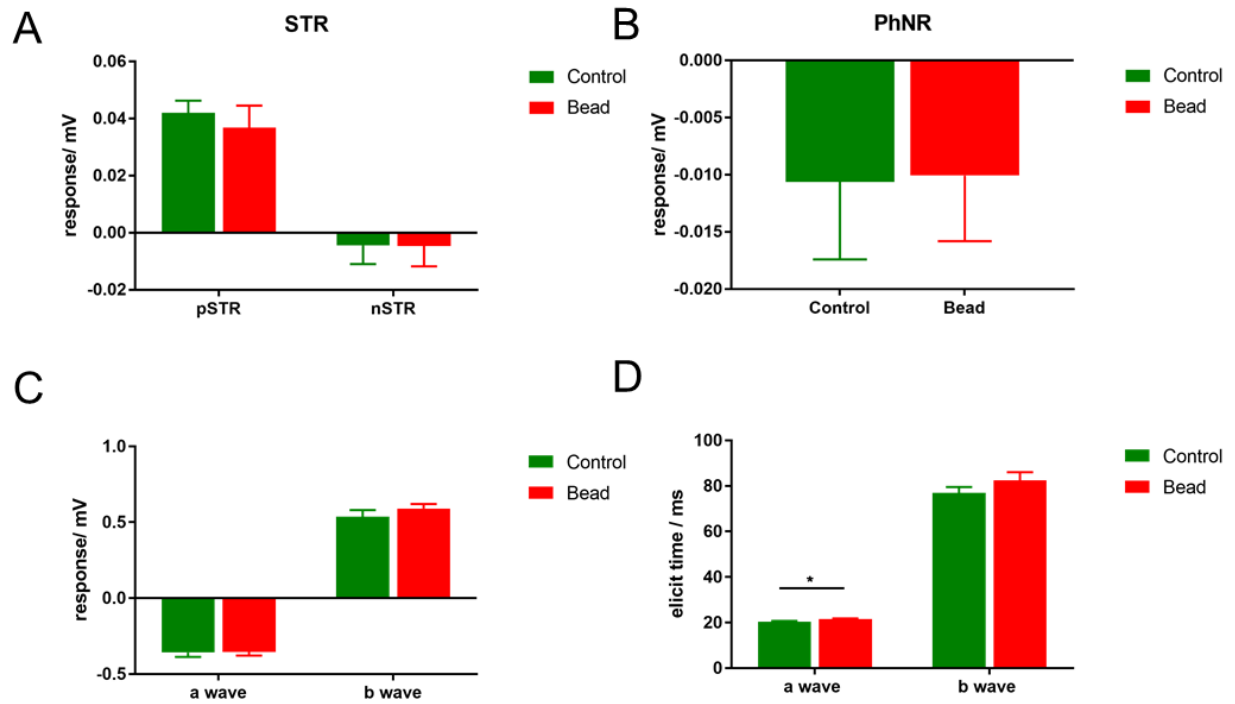 A
STR
response/ mV
0.06
0.04
0.02
0.00
-0.02
pSTR
nSTR
Control
Bead
B
PhNR
response/ mV
0.000
-0.005
-0.010
-0.015
-0.020
Control
Bead
Control
Bead
C
response/ mV
1.0
0.5
0.0
-0.5
a wave
b wave
Control
Bead
D
elicit time / ms
100
80
60
40
20
0
*
a wave
b wave
Control
Bead